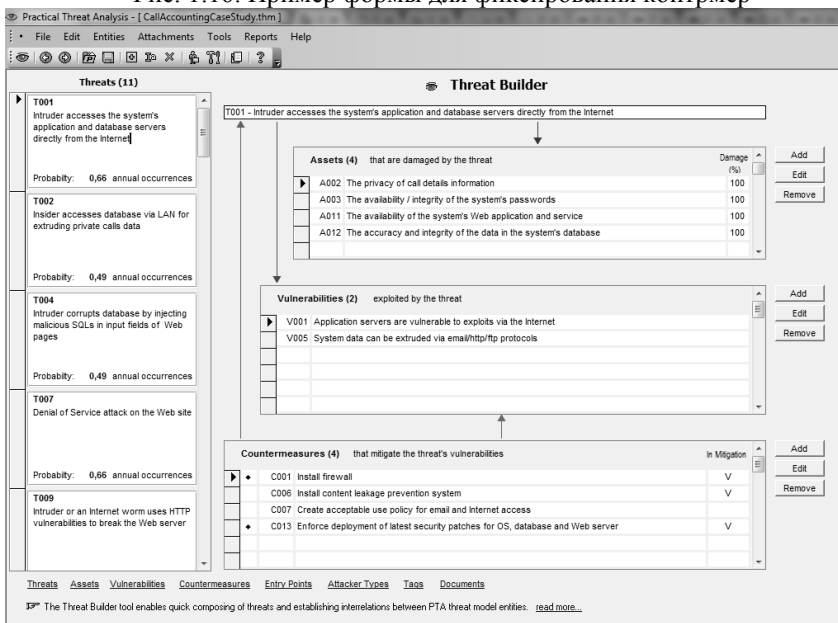 Рис. 1.10. Пример формы для фиксирования контрмер
Practical Threat Analysis - [ CallAccountingCaseStudy.thm ]
File Edit Entities Attachments Tools Reports Help
Threats (11)
T001
Intruder accesses the system's
application and database servers
directly from the Internet
Probabilty: 0,66 annual occurrences
T002
Insider accesses database via LAN for
extruding private calls data
Probabilty: 0,49 annual occurrences
T004
Intruder corrupts database by injecting
malicious SQLs in input fields of Web
pages
Probabilty: 0,49 annual occurrences
T007
Denial of Service attack on the Web site
Probabilty: 0,66 annual occurrences
T009
Intruder or an Internet worm uses HTTP
vulnerabilities to break the Web server
Threat Builder
T001 - Intruder accesses the system's application and database servers directly from the Internet
Assets (4) that are damaged by the threat Damage (%)
A002 The privacy of call details information 100
A003 The availability / integrity of the system's passwords 100
A011 The availability of the system's Web application and service 100
A012 The accuracy and integrity of the data in the system's database 100
Add
Edit
Remove
Vulnerabilities (2) exploited by the threat
V001 Application servers are vulnerable to exploits via the Internet
V005 System data can be extruded via email/http/ftp protocols
Add
Edit
Remove
Countermeasures (4) that mitigate the threat's vulnerabilities In Mitigation
C001 Install firewall V
C006 Install content leakage prevention system V
C007 Create acceptable use policy for email and Internet access
C013 Enforce deployment of latest security patches for OS, database and Web server V
Add
Edit
Remove
Threats Assets Vulnerabilities Countermeasures Entry Points Attacker Types Tags Documents
The Threat Builder tool enables quick composing of threats and establishing interrelations between PTA threat model entities. read more...